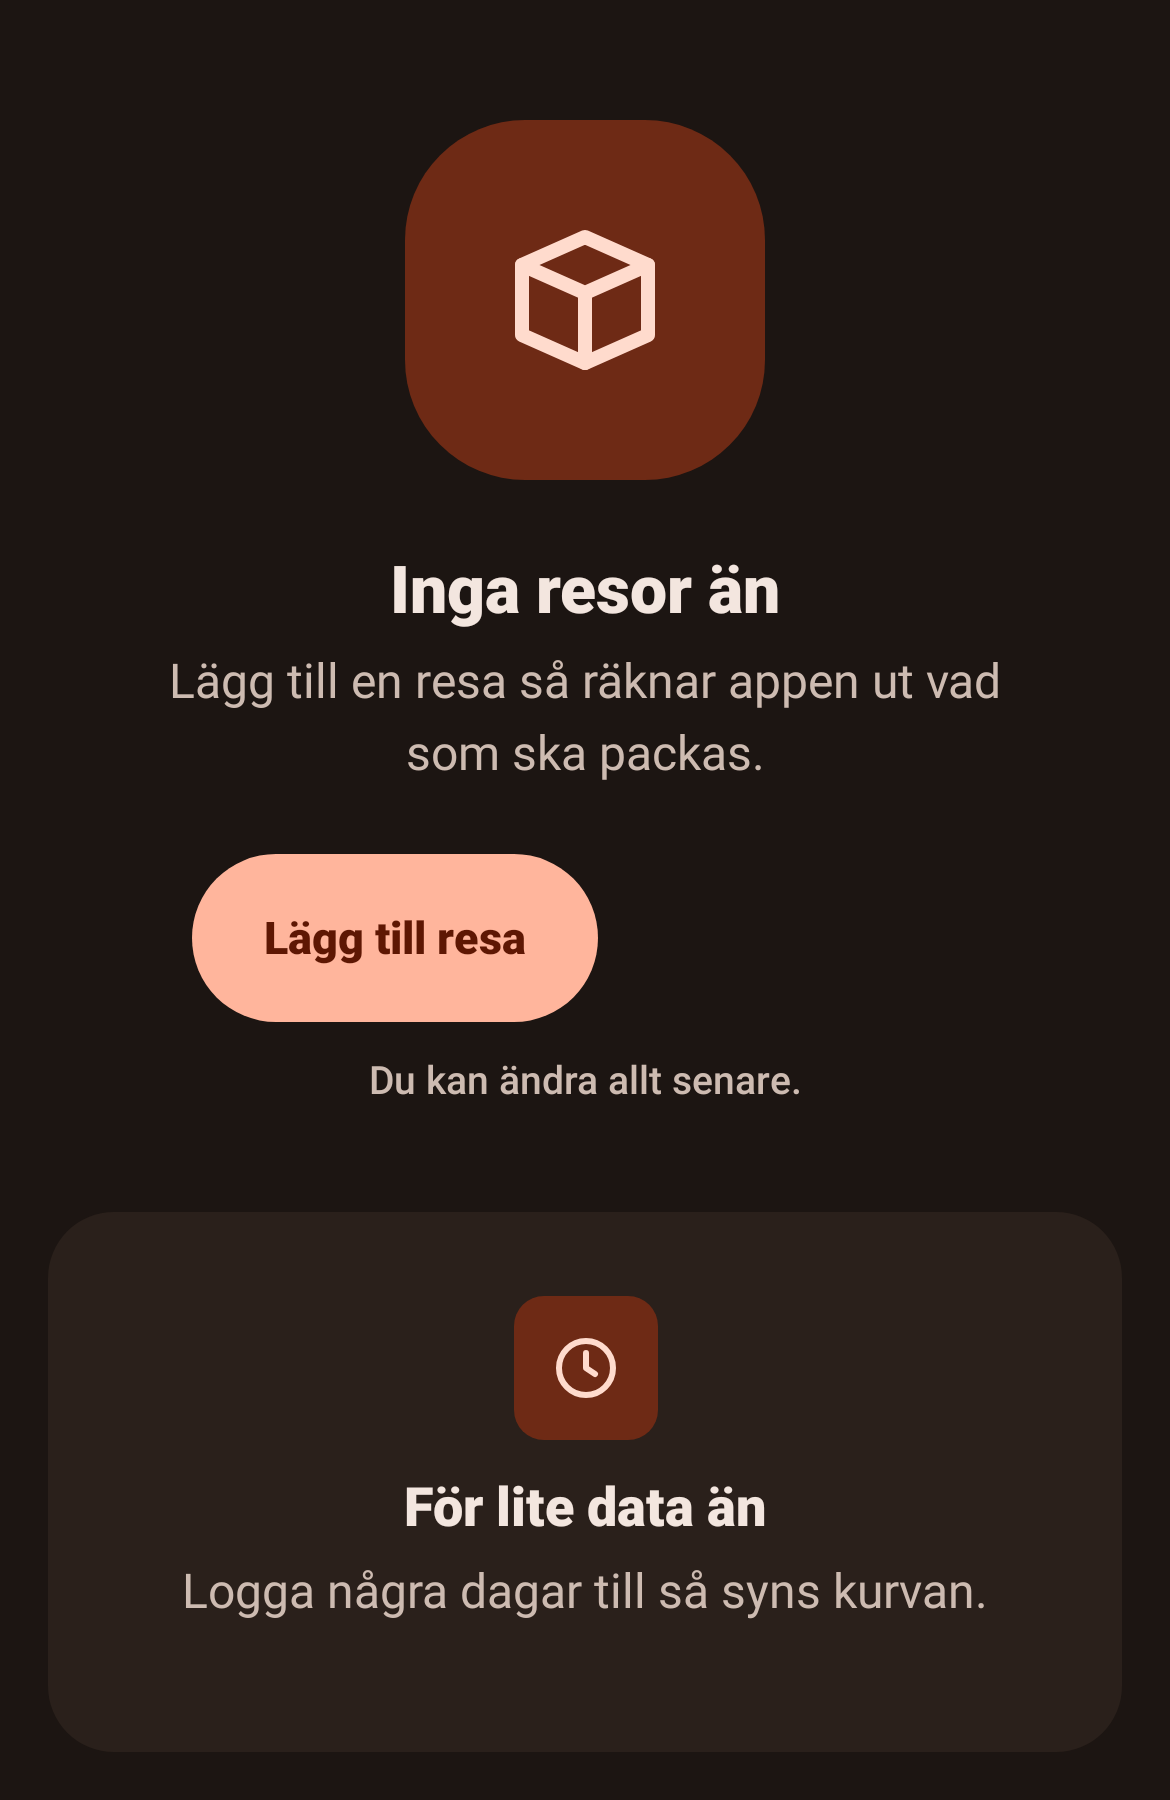 Inga resor än
Lägg till en resa så räknar appen ut vad
som ska packas.
Lägg till resa
Du kan ändra allt senare.
För lite data än
Logga några dagar till så syns kurvan.